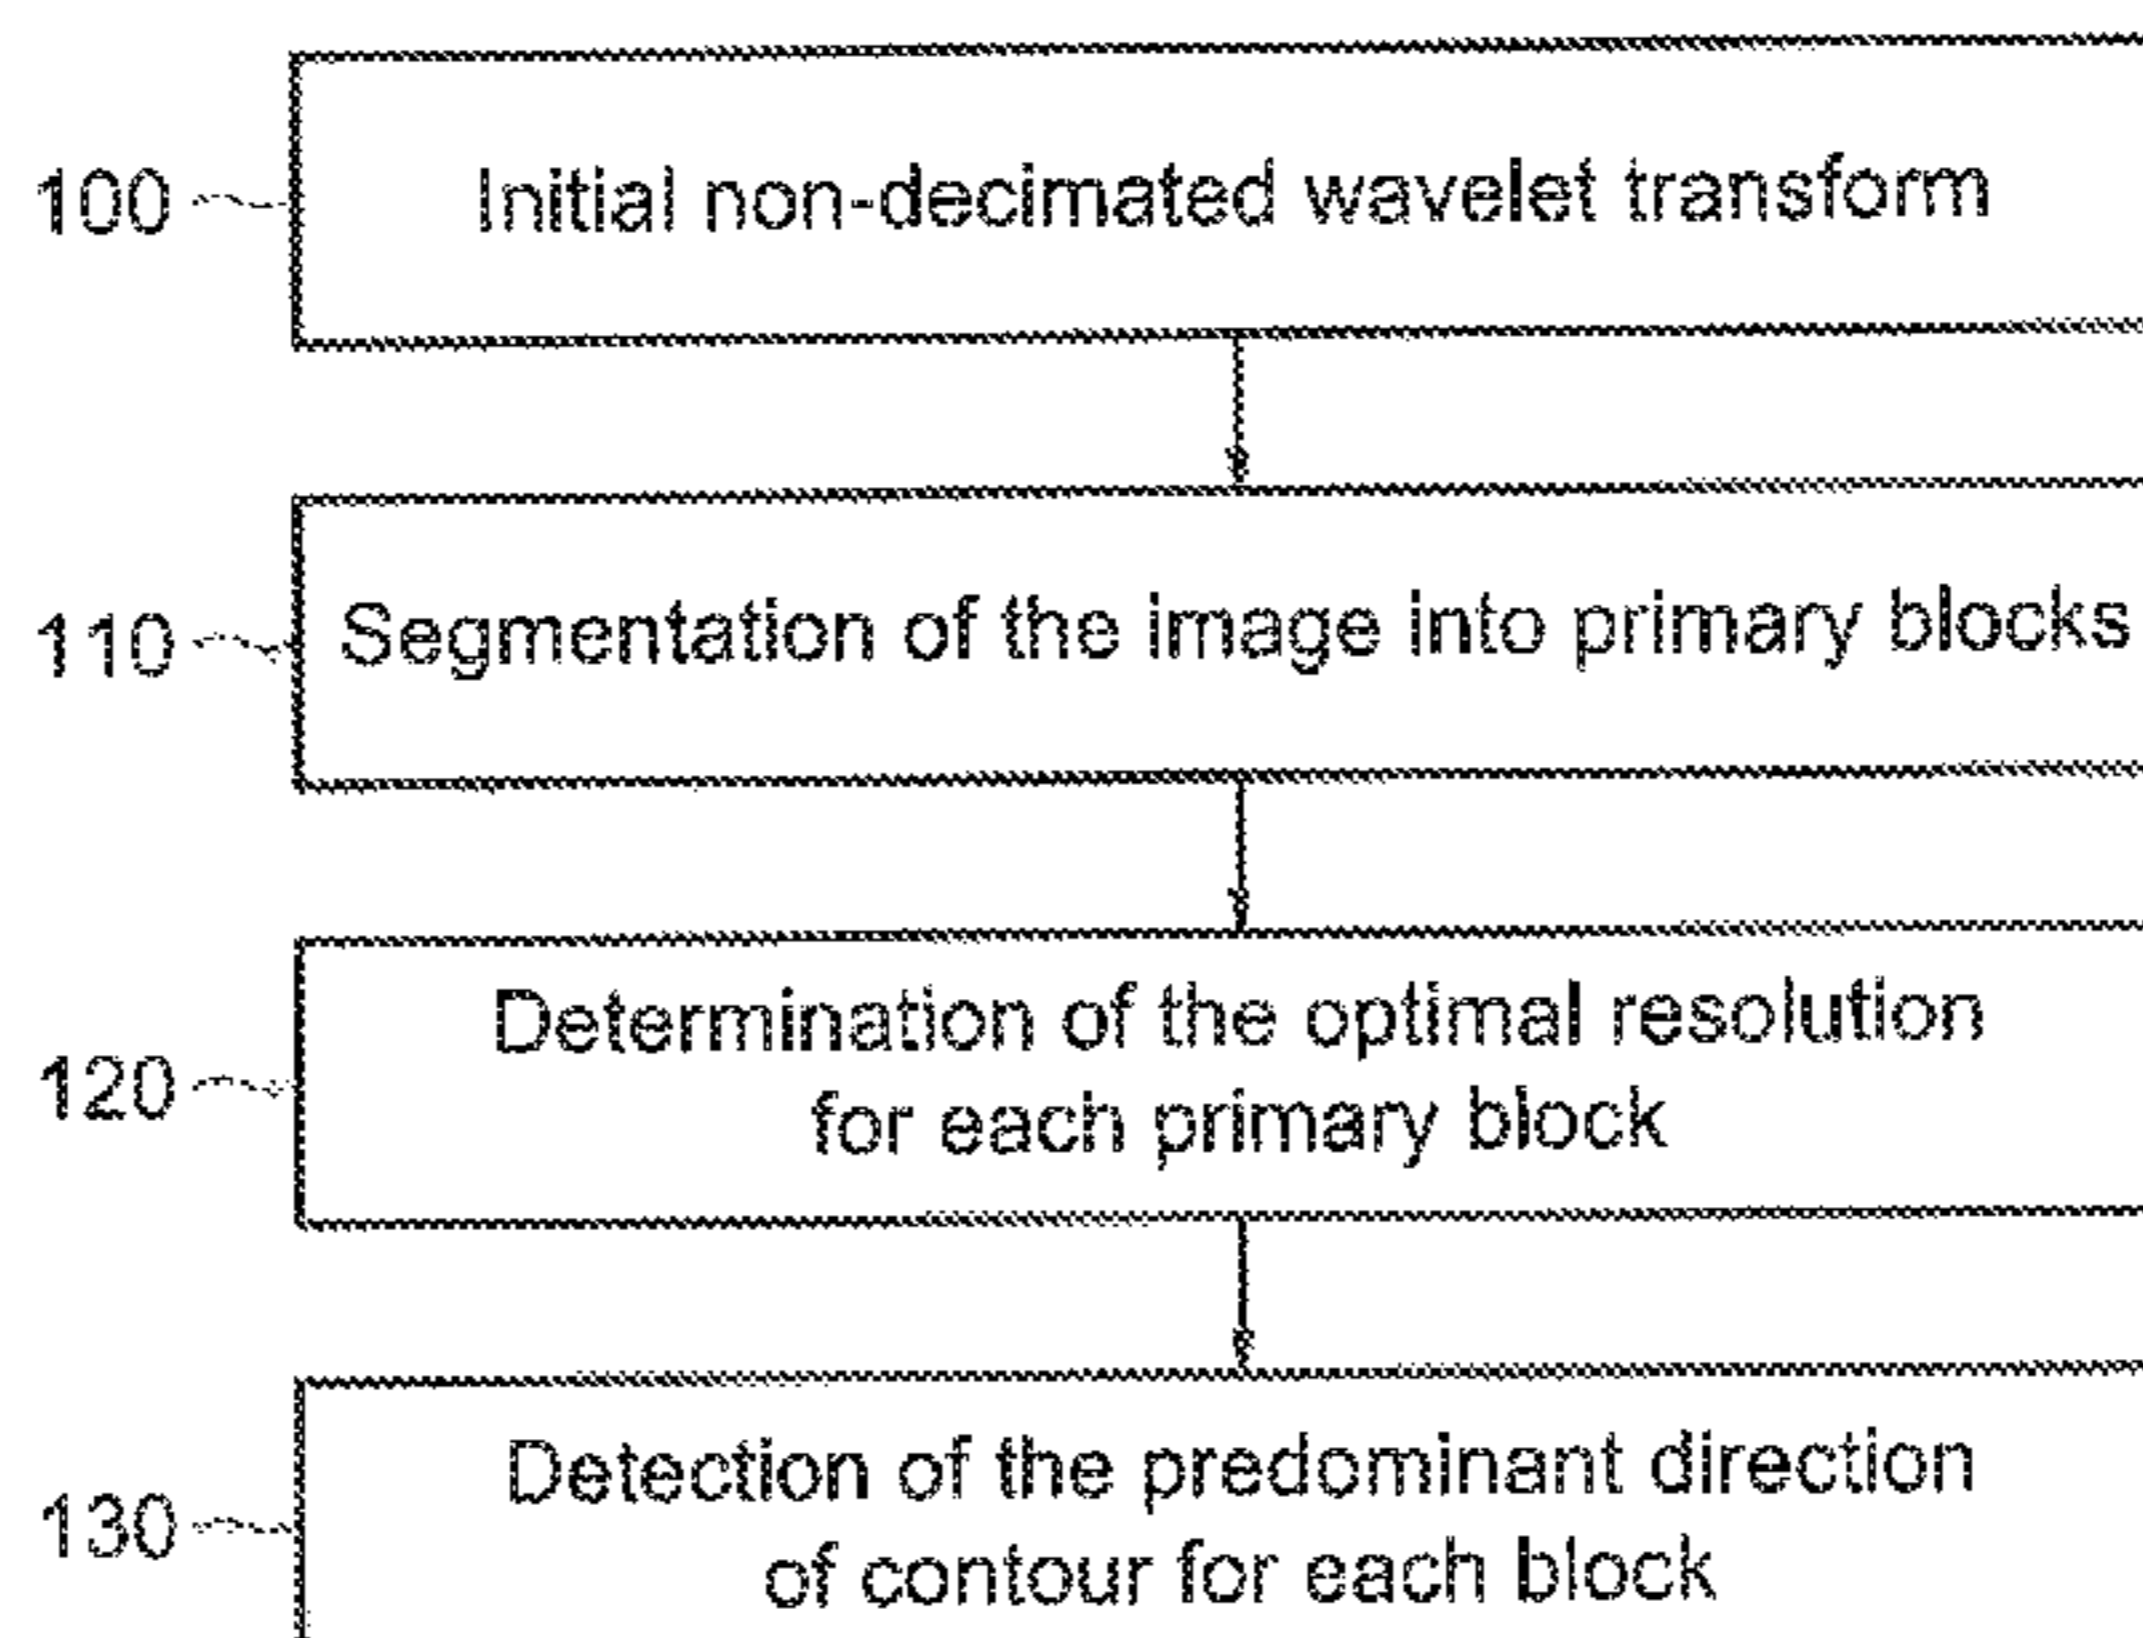 100
Initial non-decimated wavelet transform
110
Segmentation of the image into primary blocks
120
Determination of the optimal resolution
for each primary block
130
Detection of the predominant direction
of contour for each block